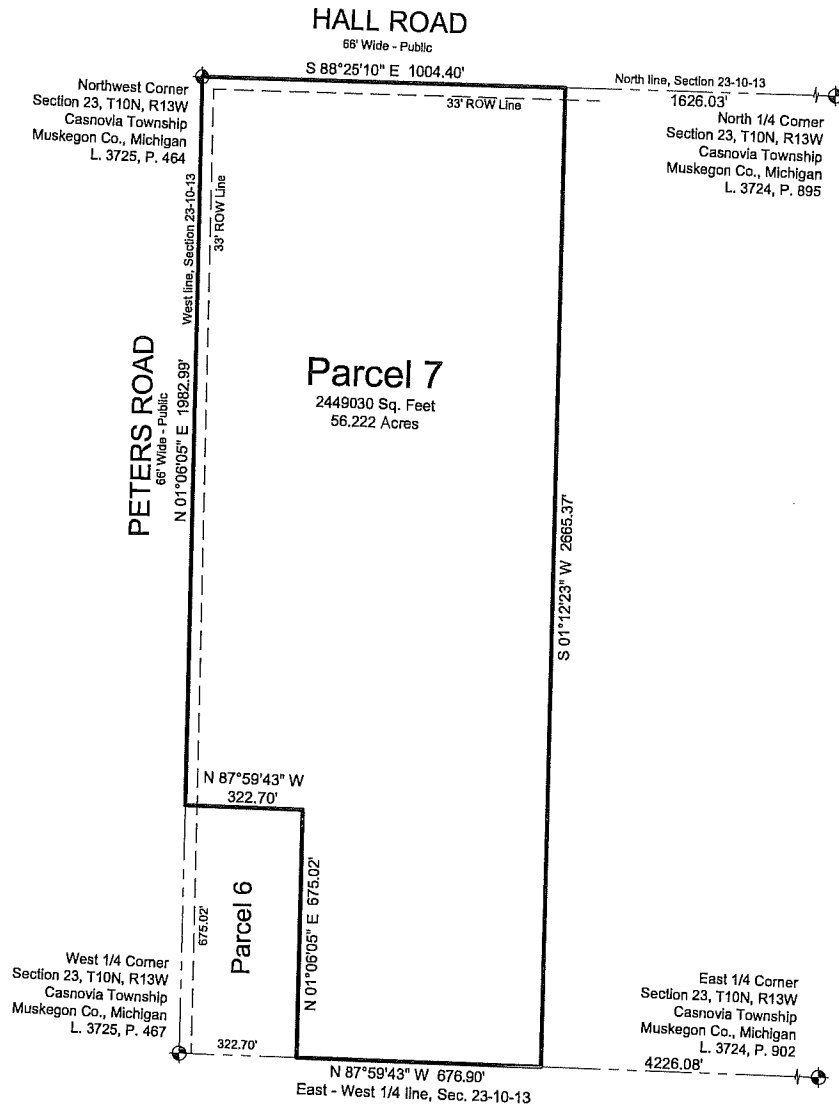 HALL ROAD
66' Wide - Public
S 88°25'10" E 1004.40'
North line, Section 23-10-13
1626.03'
33' ROW Line
Northwest Corner
Section 23, T10N, R13W
Casnovia Township
Muskegon Co., Michigan
L. 3725, P. 464
North 1/4 Corner
Section 23, T10N, R13W
Casnovia Township
Muskegon Co., Michigan
L. 3724, P. 895
West line, Section 23-10-13
33' ROW Line
PETERS ROAD
66' Wide - Public
N 01°06'05" E 1982.99'
Parcel 7
2449030 Sq. Feet
56.222 Acres
S 01°12'23" W 2665.37'
N 87°59'43" W
322.70'
675.02'
Parcel 6
N 01°06'05" E 675.02'
West 1/4 Corner
Section 23, T10N, R13W
Casnovia Township
Muskegon Co., Michigan
L. 3725, P. 467
East 1/4 Corner
Section 23, T10N, R13W
Casnovia Township
Muskegon Co., Michigan
L. 3724, P. 902
322.70'
4226.08'
N 87°59'43" W 676.90'
East - West 1/4 line, Sec. 23-10-13